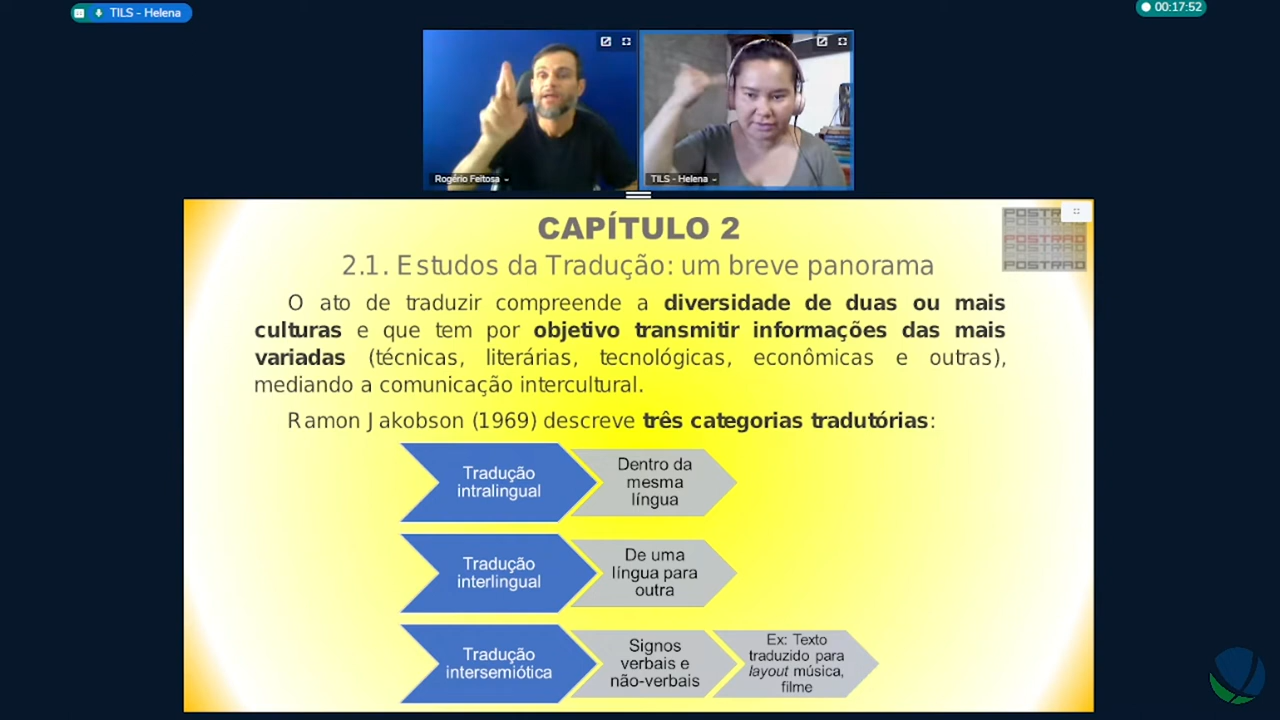 TILS - Helena
00:17:52
Rogério Feitosa
TILS - Helena
CAPÍTULO 2
POSTRAD
POSTRAD
POSTRAD
2.1. Estudos da Tradução: um breve panorama
O ato de traduzir compreende a diversidade de duas ou mais
culturas e que tem por objetivo transmitir informações das mais
variadas (técnicas, literárias, tecnológicas, econômicas e outras),
mediando a comunicação intercultural.
Ramon Jakobson (1969) descreve três categorias tradutórias:
Tradução
intralingual
Dentro da
mesma
língua
Tradução
interlingual
De uma
língua para
outra
Tradução
intersemiótica
Signos
verbais e
não-verbais
Ex: Texto
traduzido para
layout música,
filme